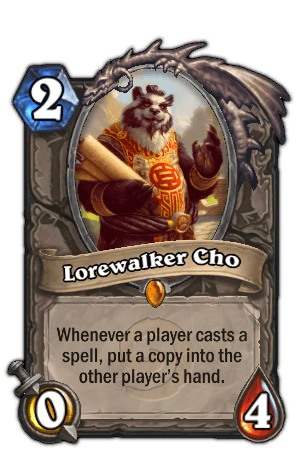 2
Lorewalker Cho
Whenever a player casts a
spell, put a copy into the
other player's hand.
0
4